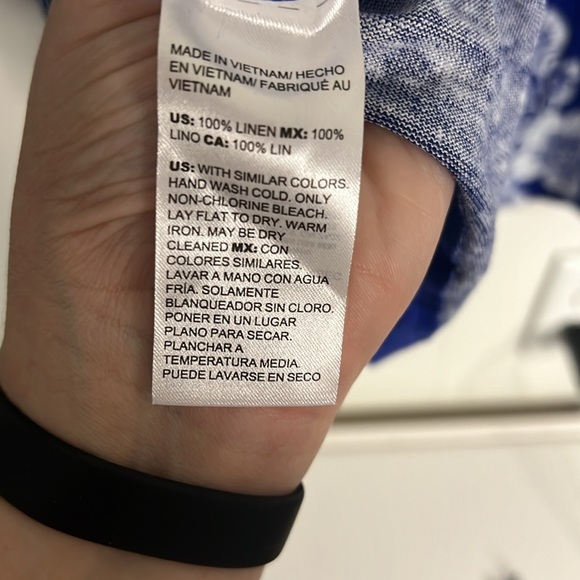 MADE IN VIETNAM/ HECHO
EN VIETNAM/ FABRIQUÉ AU
VIETNAM
US: 100% LINEN MX: 100%
LINO CA: 100% LIN
US: WITH SIMILAR COLORS.
HAND WASH COLD. ONLY
NON-CHLORINE BLEACH.
LAY FLAT TO DRY. WARM
IRON. MAY BE DRY
CLEANED MX: CON
COLORES SIMILARES.
LAVAR A MANO CON AGUA
FRÍA. SOLAMENTE
BLANQUEADOR SIN CLORO.
PONER EN UN LUGAR
PLANO PARA SECAR.
PLANCHAR A
TEMPERATURA MEDIA.
PUEDE LAVARSE EN SECO